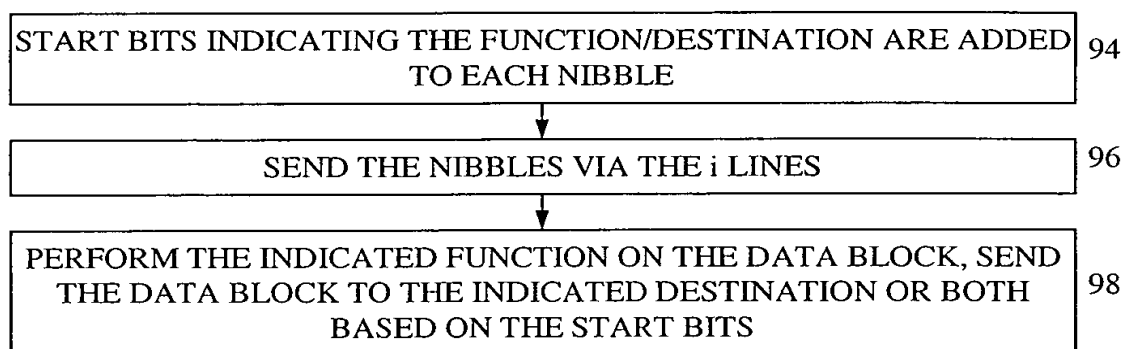 START BITS INDICATING THE FUNCTION/DESTINATION ARE ADDED
TO EACH NIBBLE
94
SEND THE NIBBLES VIA THE i LINES
96
PERFORM THE INDICATED FUNCTION ON THE DATA BLOCK, SEND
THE DATA BLOCK TO THE INDICATED DESTINATION OR BOTH
BASED ON THE START BITS
98